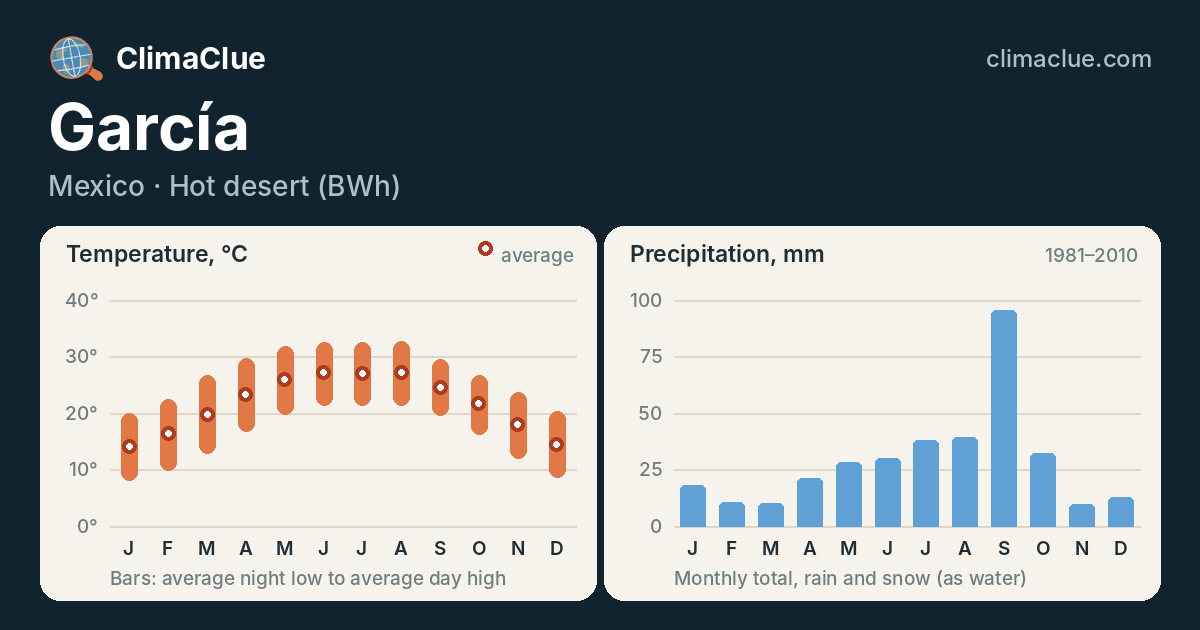 ClimaClue
climaclue.com
García
Mexico · Hot desert (BWh)
Temperature, °C
average
40°
30°
20°
10°
0°
J F M A M J J A S O N D
Bars: average night low to average day high
Precipitation, mm
1981–2010
100
75
50
25
0
J F M A M J J A S O N D
Monthly total, rain and snow (as water)